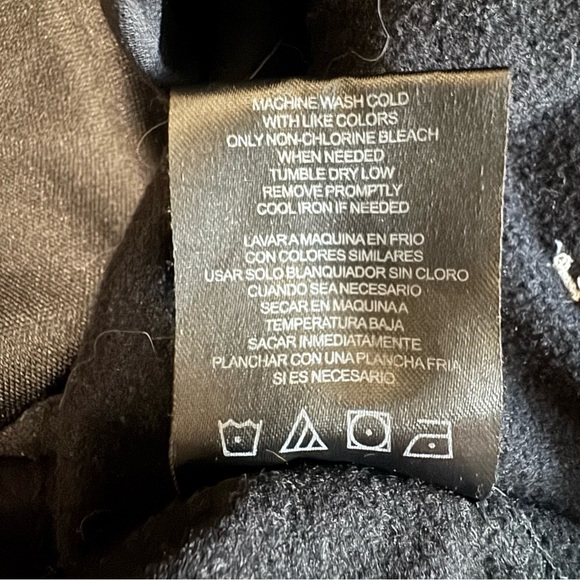 MACHINE WASH COLD
WITH LIKE COLORS
ONLY NON-CHLORINE BLEACH
WHEN NEEDED
TUMBLE DRY LOW
REMOVE PROMPTLY
COOL IRON IF NEEDED
LAVAR A MAQUINA EN FRIO
CON COLORES SIMILARES
USAR SOLO BLANQUIADOR SIN CLORO
CUANDO SEA NECESARIO
SECAR EN MAQUINA A
TEMPERATURA BAJA
SACAR INMEDIATAMENTE
PLANCHAR CON UNA PLANCHA FRIA
SI ES NECESARIO